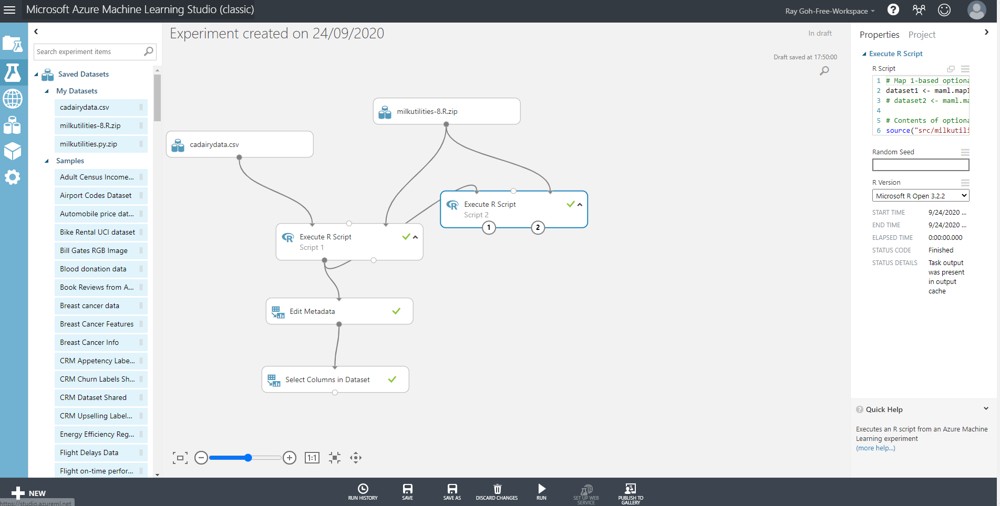 Microsoft Azure Machine Learning Studio (classic)
Ray Goh-Free-Workspace
?
Search experiment items
Saved Datasets
My Datasets
cadairydata.csv
milkutilities-8.R.zip
milkutilities.py.zip
Samples
Adult Census Income...
Airport Codes Dataset
Automobile price dat...
Bike Rental UCI dataset
Bill Gates RGB Image
Blood donation data
Book Reviews from A...
Breast cancer data
Breast Cancer Features
Breast Cancer Info
CRM Appetency Labe...
CRM Churn Labels Sh...
CRM Dataset Shared
CRM Upselling Label...
Energy Efficiency Reg...
Flight Delays Data
Flight on-time perfor...
Experiment created on 24/09/2020
In draft
Draft saved at 17:50:00
milkutilities-8.R.zip
cadairydata.csv
R Execute R Script
Script 2
1 2
R Execute R Script
Script 1
Edit Metadata
Select Columns in Dataset
1:1
Properties Project
Execute R Script
R Script
1 # Map 1-based optiona
2 dataset1 <- maml.mapI
3 # dataset2 <- maml.ma
4
5 # Contents of optiona
6 source("src/milkutili
Random Seed
R Version
Microsoft R Open 3.2.2
START TIME 9/24/2020 ...
END TIME 9/24/2020 ...
ELAPSED TIME 0:00:00.000
STATUS CODE Finished
STATUS DETAILS Task output
was present
in output
cache
? Quick Help
Executes an R script from an Azure Machine
Learning experiment
(more help...)
NEW
https://studio.azureml.net
RUN HISTORY
SAVE
SAVE AS
DISCARD CHANGES
RUN
SET UP WEB
SERVICE
PUBLISH TO
GALLERY